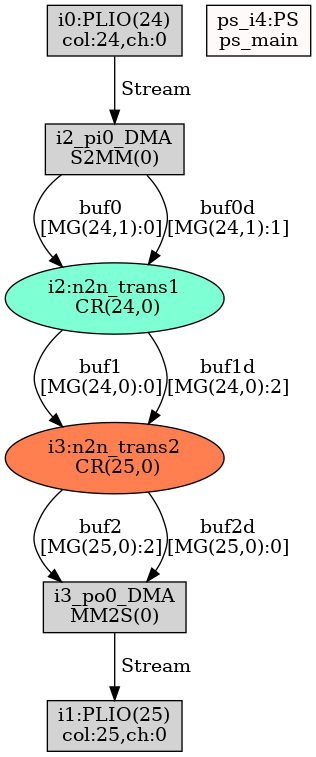 i0:PLIO(24)
col:24,ch:0
ps_i4:PS
ps_main
Stream
i2_pi0_DMA
S2MM(0)
buf0
[MG(24,1):0]
buf0d
[MG(24,1):1]
i2:n2n_trans1
CR(24,0)
buf1
[MG(24,0):0]
buf1d
[MG(24,0):2]
i3:n2n_trans2
CR(25,0)
buf2
[MG(25,0):2]
buf2d
[MG(25,0):0]
i3_po0_DMA
MM2S(0)
Stream
i1:PLIO(25)
col:25,ch:0